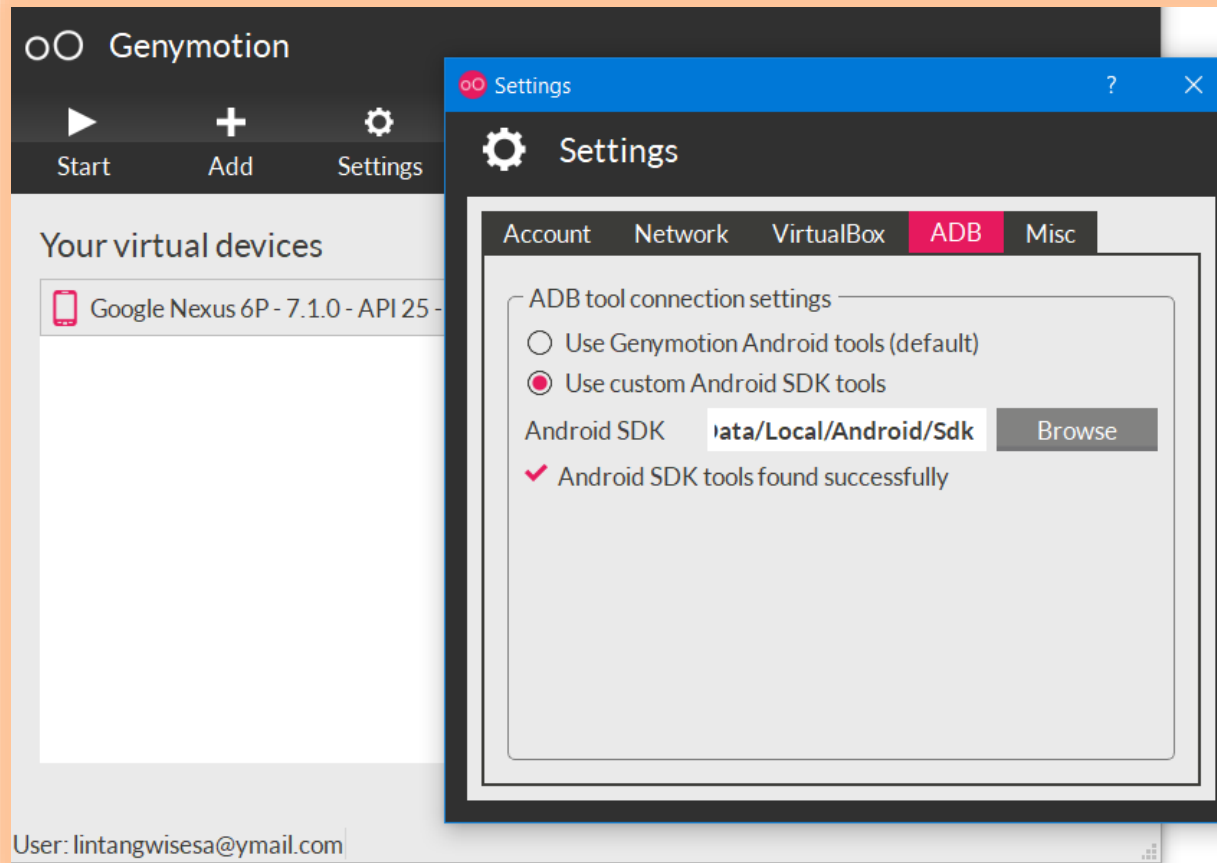 oO Genymotion
Start Add Settings
Your virtual devices
Google Nexus 6P - 7.1.0 - API 25 -
User: lintangwisesa@ymail.com
oO Settings ?
Settings
Account Network VirtualBox ADB Misc
ADB tool connection settings
Use Genymotion Android tools (default)
Use custom Android SDK tools
Android SDK ata/Local/Android/Sdk Browse
Android SDK tools found successfully